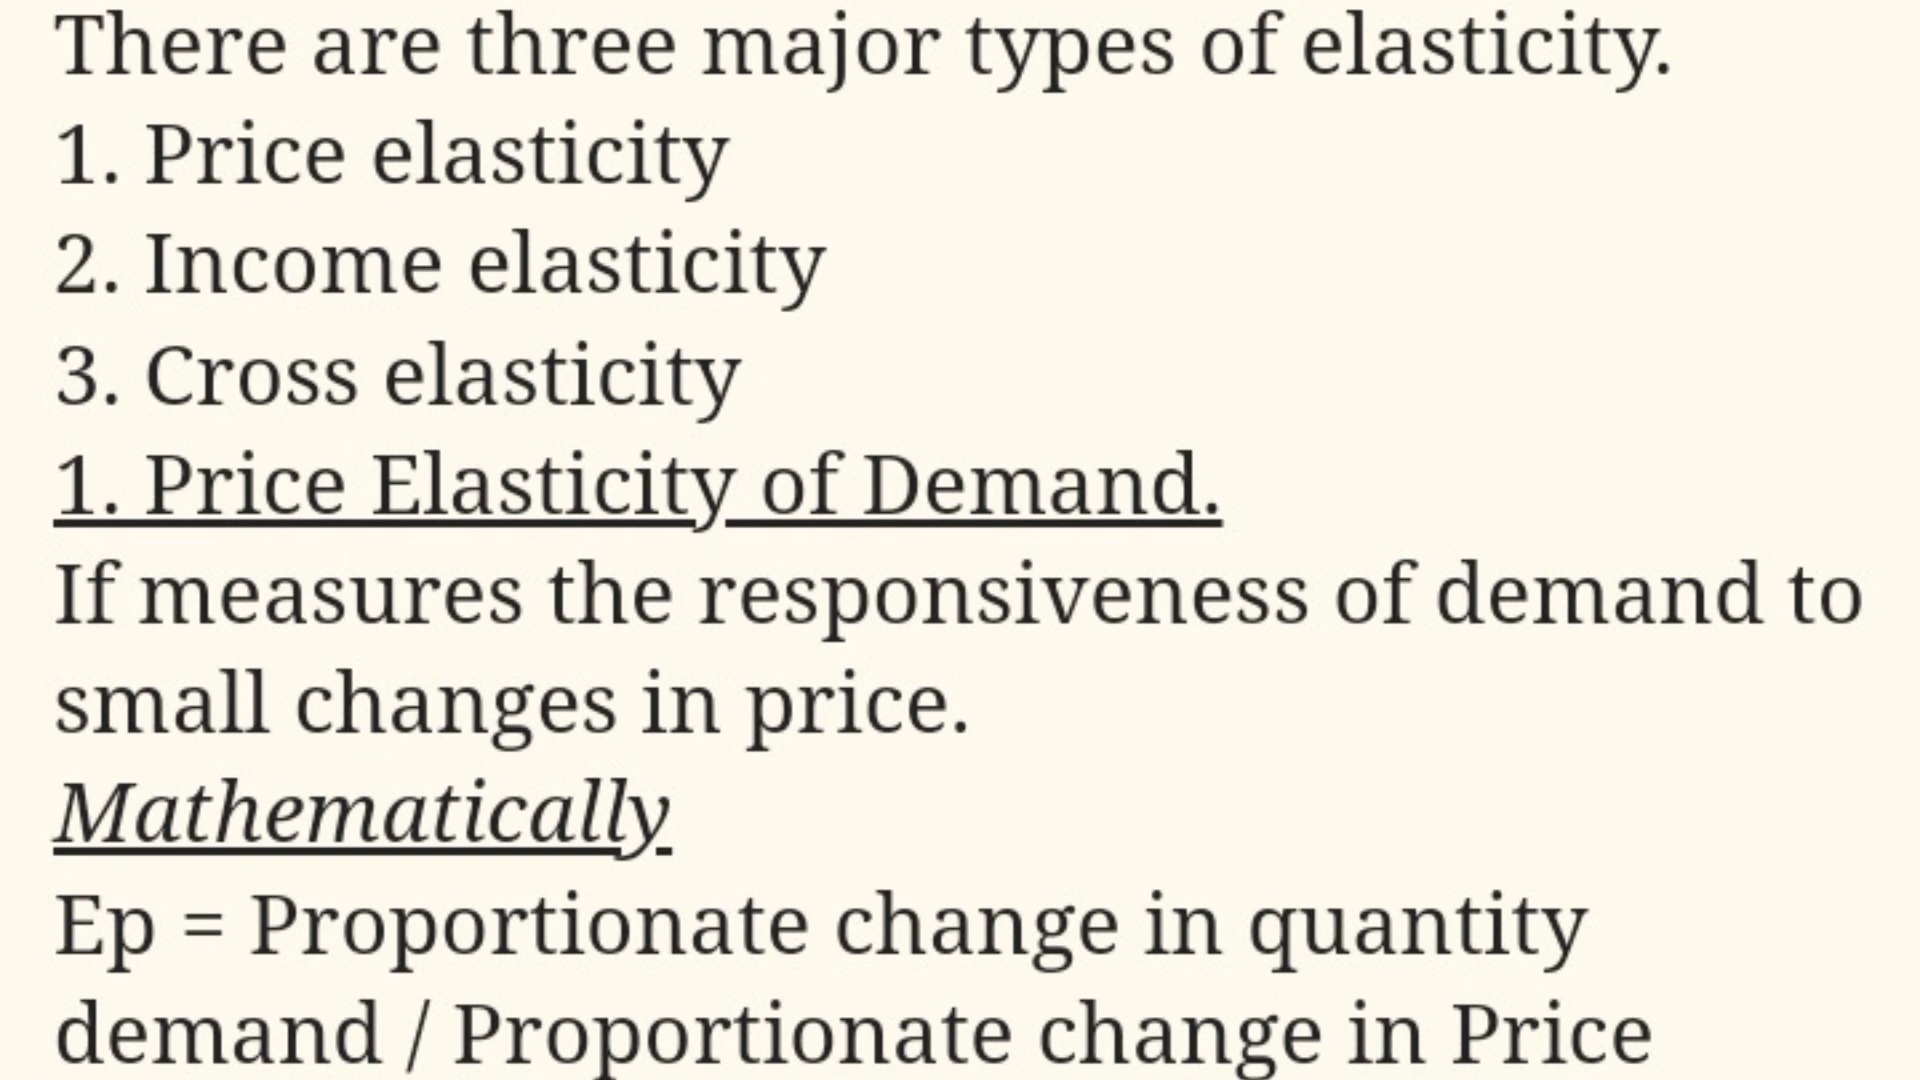 There are three major types of elasticity.
1. Price elasticity
2. Income elasticity
3. Cross elasticity
1. Price Elasticity of Demand.
If measures the responsiveness of demand to
small changes in price.
Mathematically
Ep = Proportionate change in quantity
demand / Proportionate change in Price